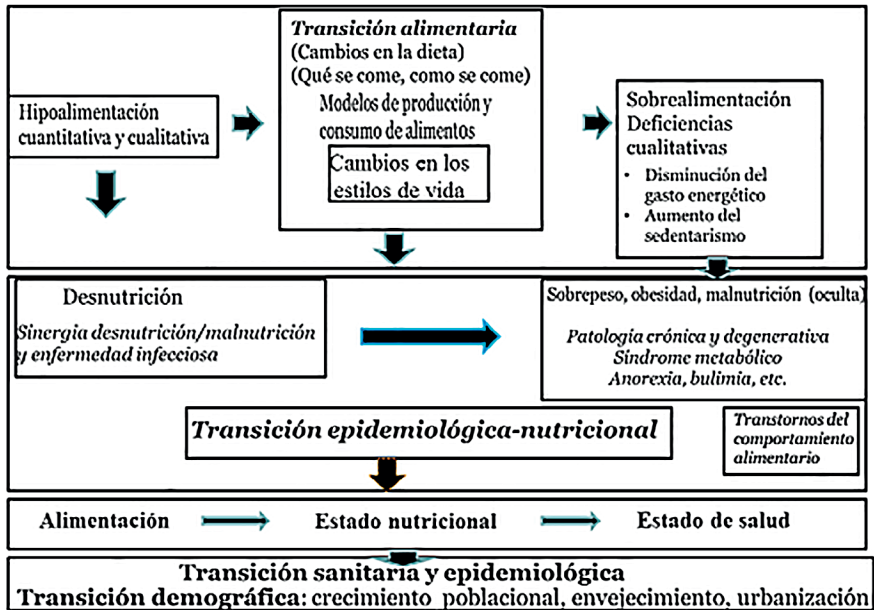 Hipoalimentación
cuantitativa y cualitativa
Transición alimentaria
(Cambios en la dieta)
(Qué se come, como se come)
Modelos de producción y
consumo de alimentos
Cambios en los
estilos de vida
Sobrealimentación
Deficiencias
cualitativas
• Disminución del
gasto energético
• Aumento del
sedentarismo
Desnutrición
Sinergia desnutrición/malnutrición
y enfermedad infecciosa
Sobrepeso, obesidad, malnutrición (oculta)
Patología crónica y degenerativa
Síndrome metabólico
Anorexia, bulimia, etc.
Transición epidemiológica-nutricional
Transtornos del
comportamiento
alimentario
Alimentación
Estado nutricional
Estado de salud
Transición sanitaria y epidemiológica
Transición demográfica: crecimiento poblacional, envejecimiento, urbanización